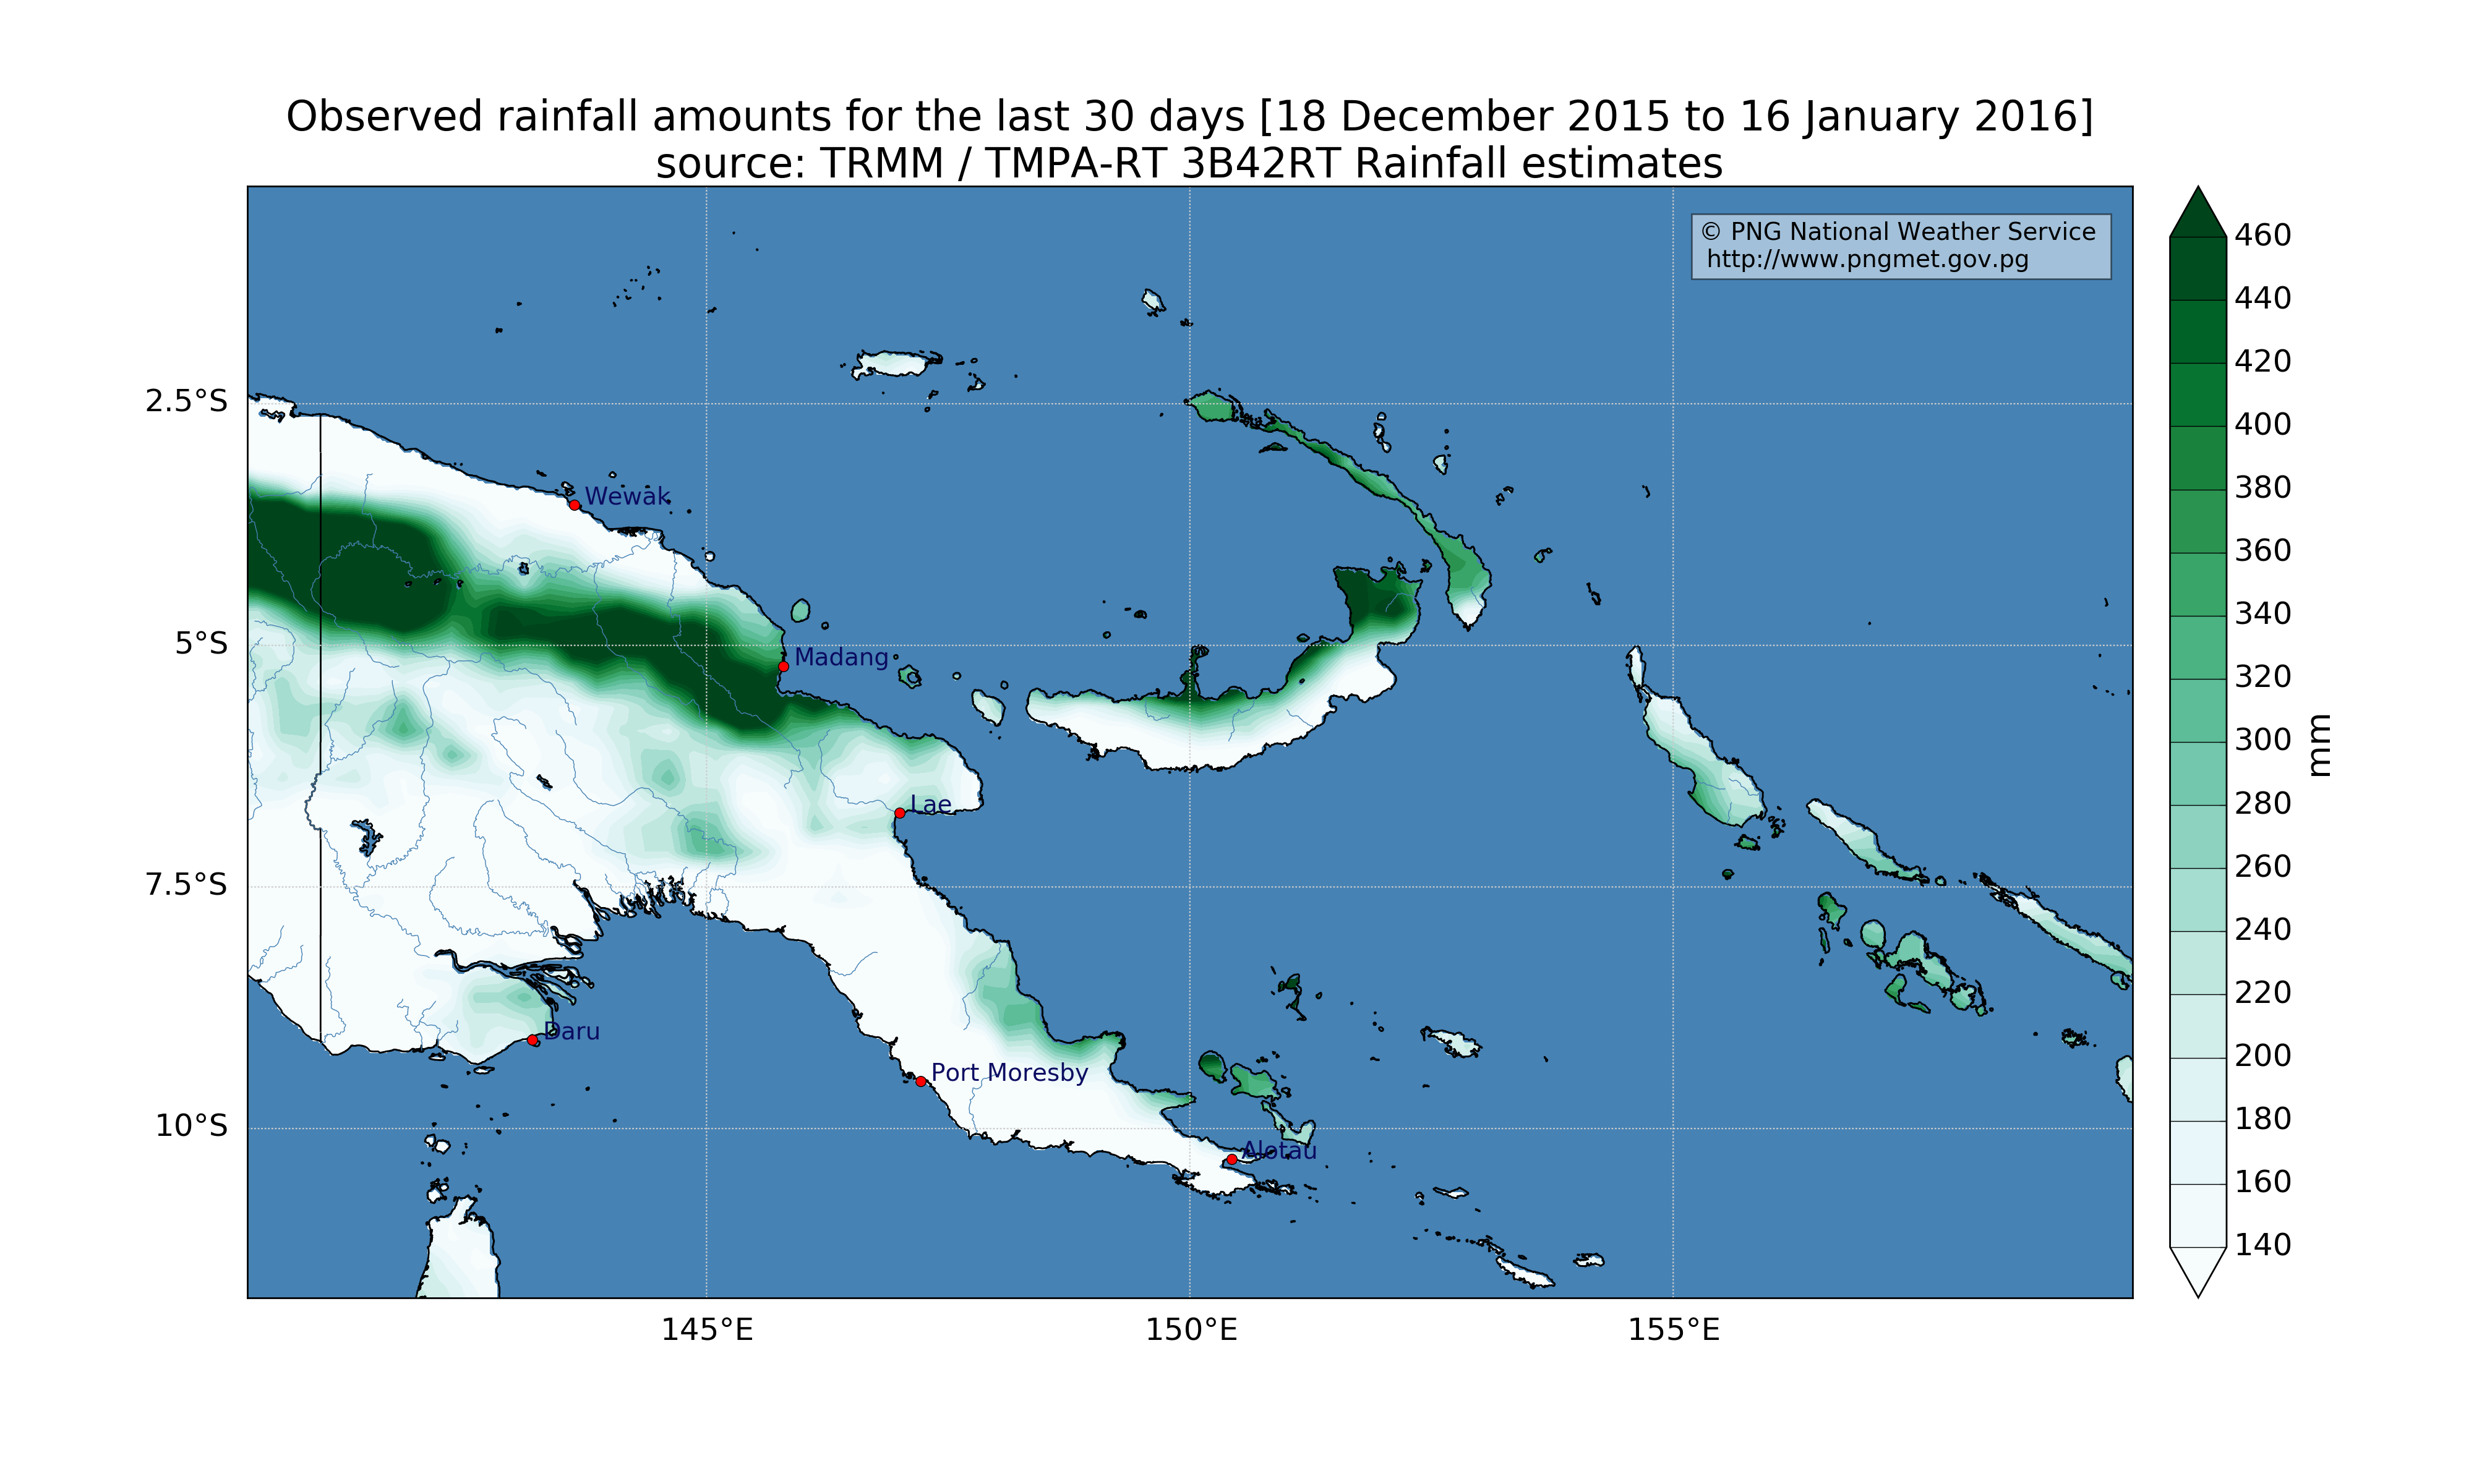 Observed rainfall amounts for the last 30 days [18 December 2015 to 16 January 2016]
source: TRMM / TMPA-RT 3B42RT Rainfall estimates
© PNG National Weather Service
http://www.pngmet.gov.pg
460
440
420
400
380
360
340
320
300
280
260
240
220
200
180
160
140
mm
2.5°S
5°S
7.5°S
10°S
Wewak
Madang
Lae
Daru
Port Moresby
Alotau
145°E
150°E
155°E